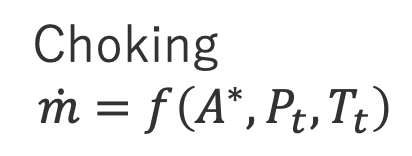 Choking
ṁ = f(A*, Pₜ, Tₜ)